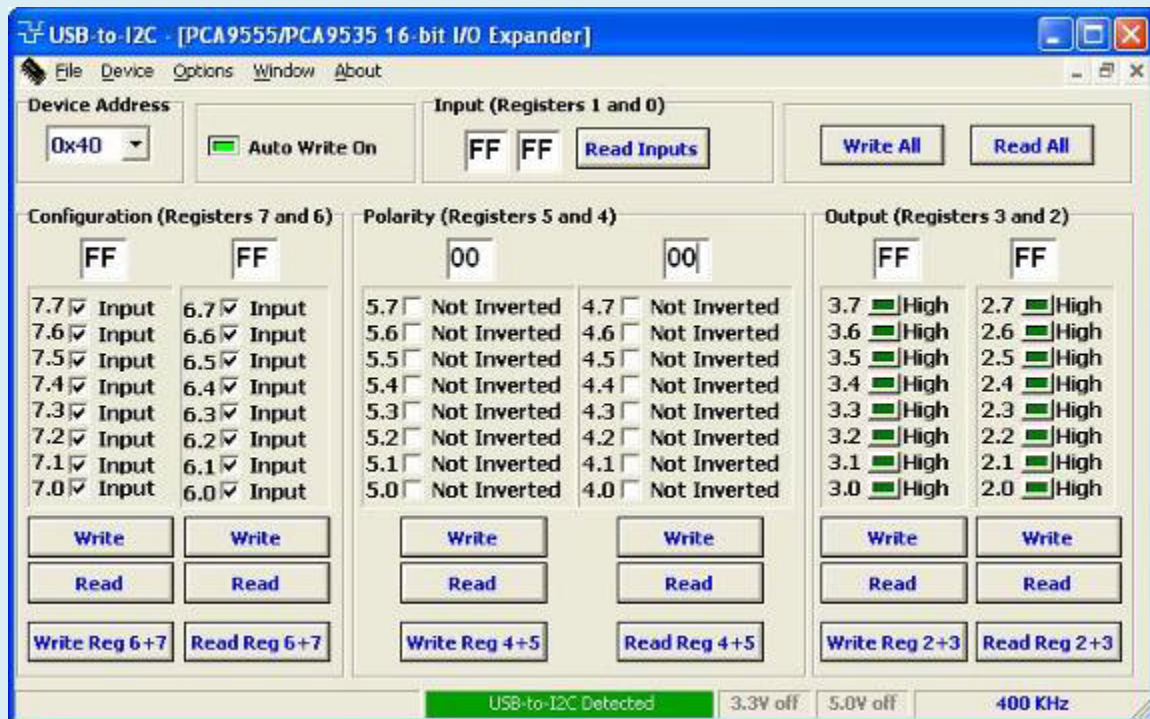 USB-to-I2C - [PCA9555/PCA9535 16-bit I/O Expander]
File Device Options Window About
Device Address
0x40
Auto Write On
Input (Registers 1 and 0)
FF FF Read Inputs
Write All Read All
Configuration (Registers 7 and 6)
FF FF
7.7 Input 6.7 Input
7.6 Input 6.6 Input
7.5 Input 6.5 Input
7.4 Input 6.4 Input
7.3 Input 6.3 Input
7.2 Input 6.2 Input
7.1 Input 6.1 Input
7.0 Input 6.0 Input
Write Write
Read Read
Write Reg 6+7 Read Reg 6+7
Polarity (Registers 5 and 4)
00 00
5.7 Not Inverted 4.7 Not Inverted
5.6 Not Inverted 4.6 Not Inverted
5.5 Not Inverted 4.5 Not Inverted
5.4 Not Inverted 4.4 Not Inverted
5.3 Not Inverted 4.3 Not Inverted
5.2 Not Inverted 4.2 Not Inverted
5.1 Not Inverted 4.1 Not Inverted
5.0 Not Inverted 4.0 Not Inverted
Write Write
Read Read
Write Reg 4+5 Read Reg 4+5
Output (Registers 3 and 2)
FF FF
3.7 High 2.7 High
3.6 High 2.6 High
3.5 High 2.5 High
3.4 High 2.4 High
3.3 High 2.3 High
3.2 High 2.2 High
3.1 High 2.1 High
3.0 High 2.0 High
Write Write
Read Read
Write Reg 2+3 Read Reg 2+3
USB-to-I2C Detected 3.3V off 5.0V off 400 KHz